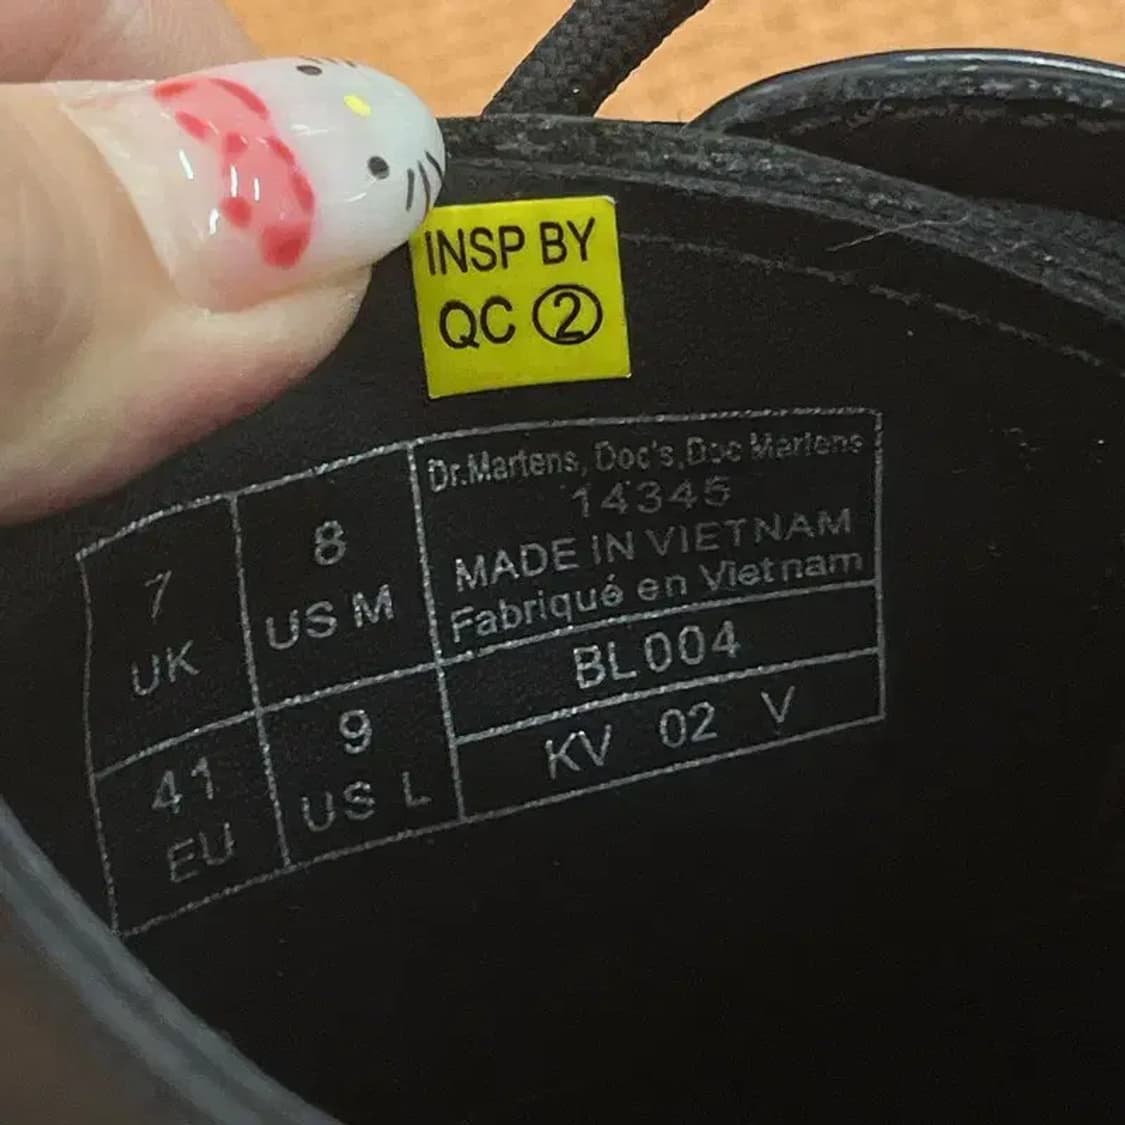 INSP BY
QC ②
7
UK
8
US M
41
EU
9
US L
Dr.Martens, Doc's, Doc Martens
14345
MADE IN VIETNAM
Fabriqué en Vietnam
BL004
KV 02 V